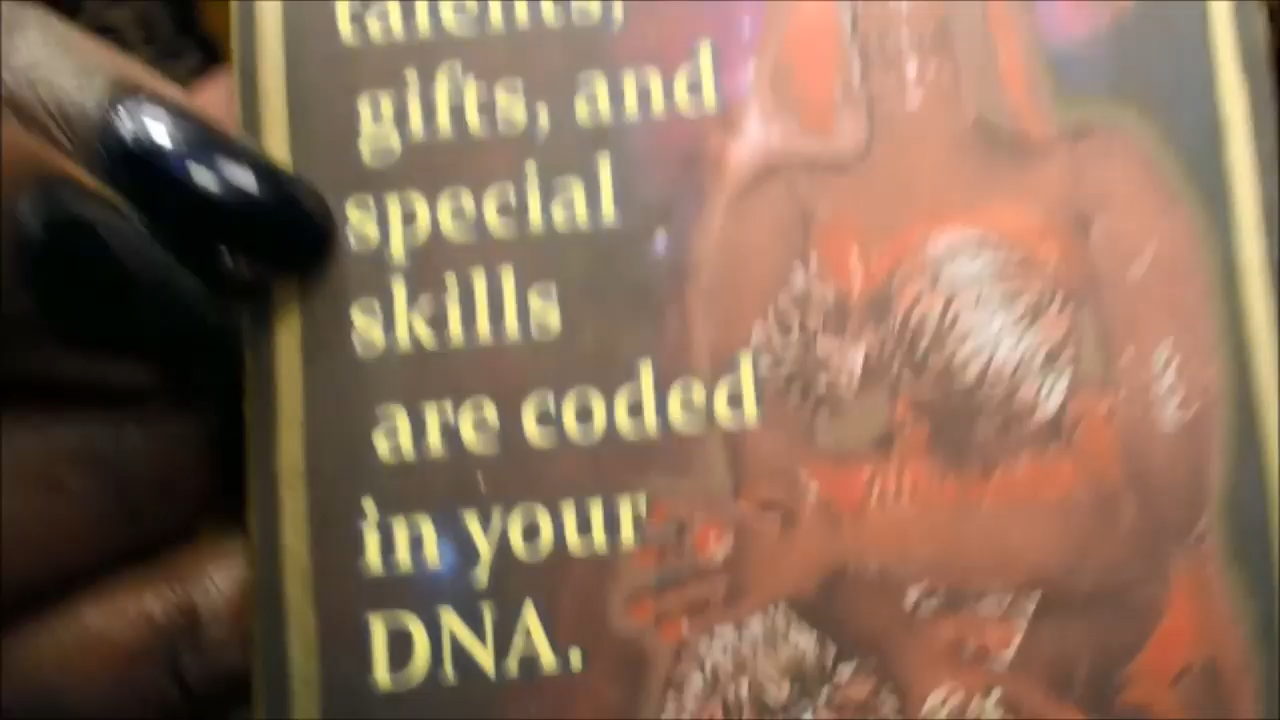 talents,
gifts, and
special
skills
are coded
in your
DNA.